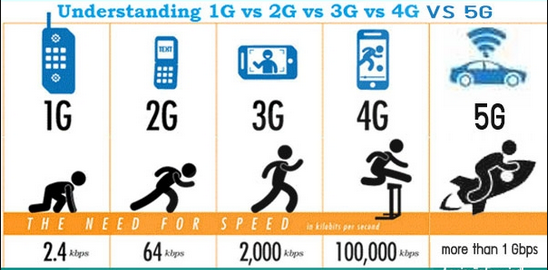 Understanding 1G vs 2G vs 3G vs 4G VS 5G
TEXT
1G 2G 3G 4G 5G
THE NEED FOR SPEED in kilobits per second
2.4 kbps 64 kbps 2,000 kbps 100,000 kbps more than 1 Gbps